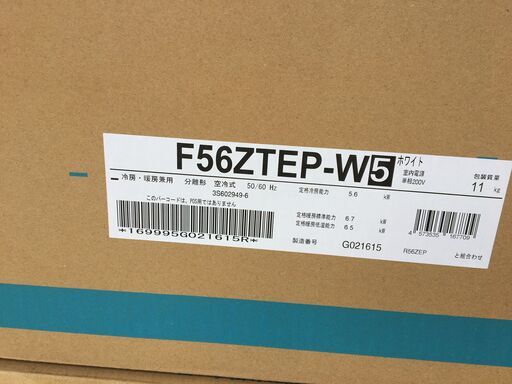 F56ZTEP-W5 ホワイト
冷房・暖房兼用 分離形 空冷式 50/60 Hz
室内電源
単相200V
包装質量
11 kg
3S602949-6
このバーコードは、POS用ではありません
*169995G021615R*
定格冷房能力 5.6 kW
定格暖房標準能力 6.7 kW
定格暖房低温能力 6.5 kW
製造番号 G021615
4 573535 167709
R56ZEP と組合わせ